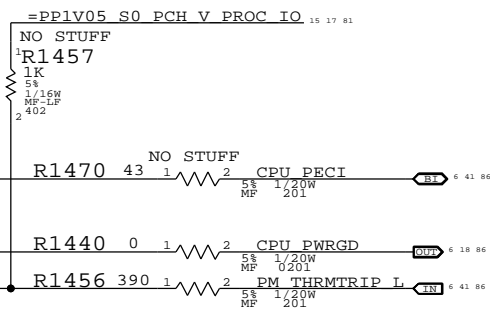 =PP1V05_S0_PCH_V_PROC_IO 15 17 81
NO STUFF
1 R1457
1K
5%
1/16W
MF-LF
402
2
NO STUFF
R1470 43 1 2 CPU_PECI BI 6 41 86
5% 1/20W
MF 201
R1440 0 1 2 CPU_PWRGD OUT 6 18 86
5% 1/20W
MF 0201
R1456 390 1 2 PM_THRMTRIP_L IN 6 41 86
5% 1/20W
MF 201